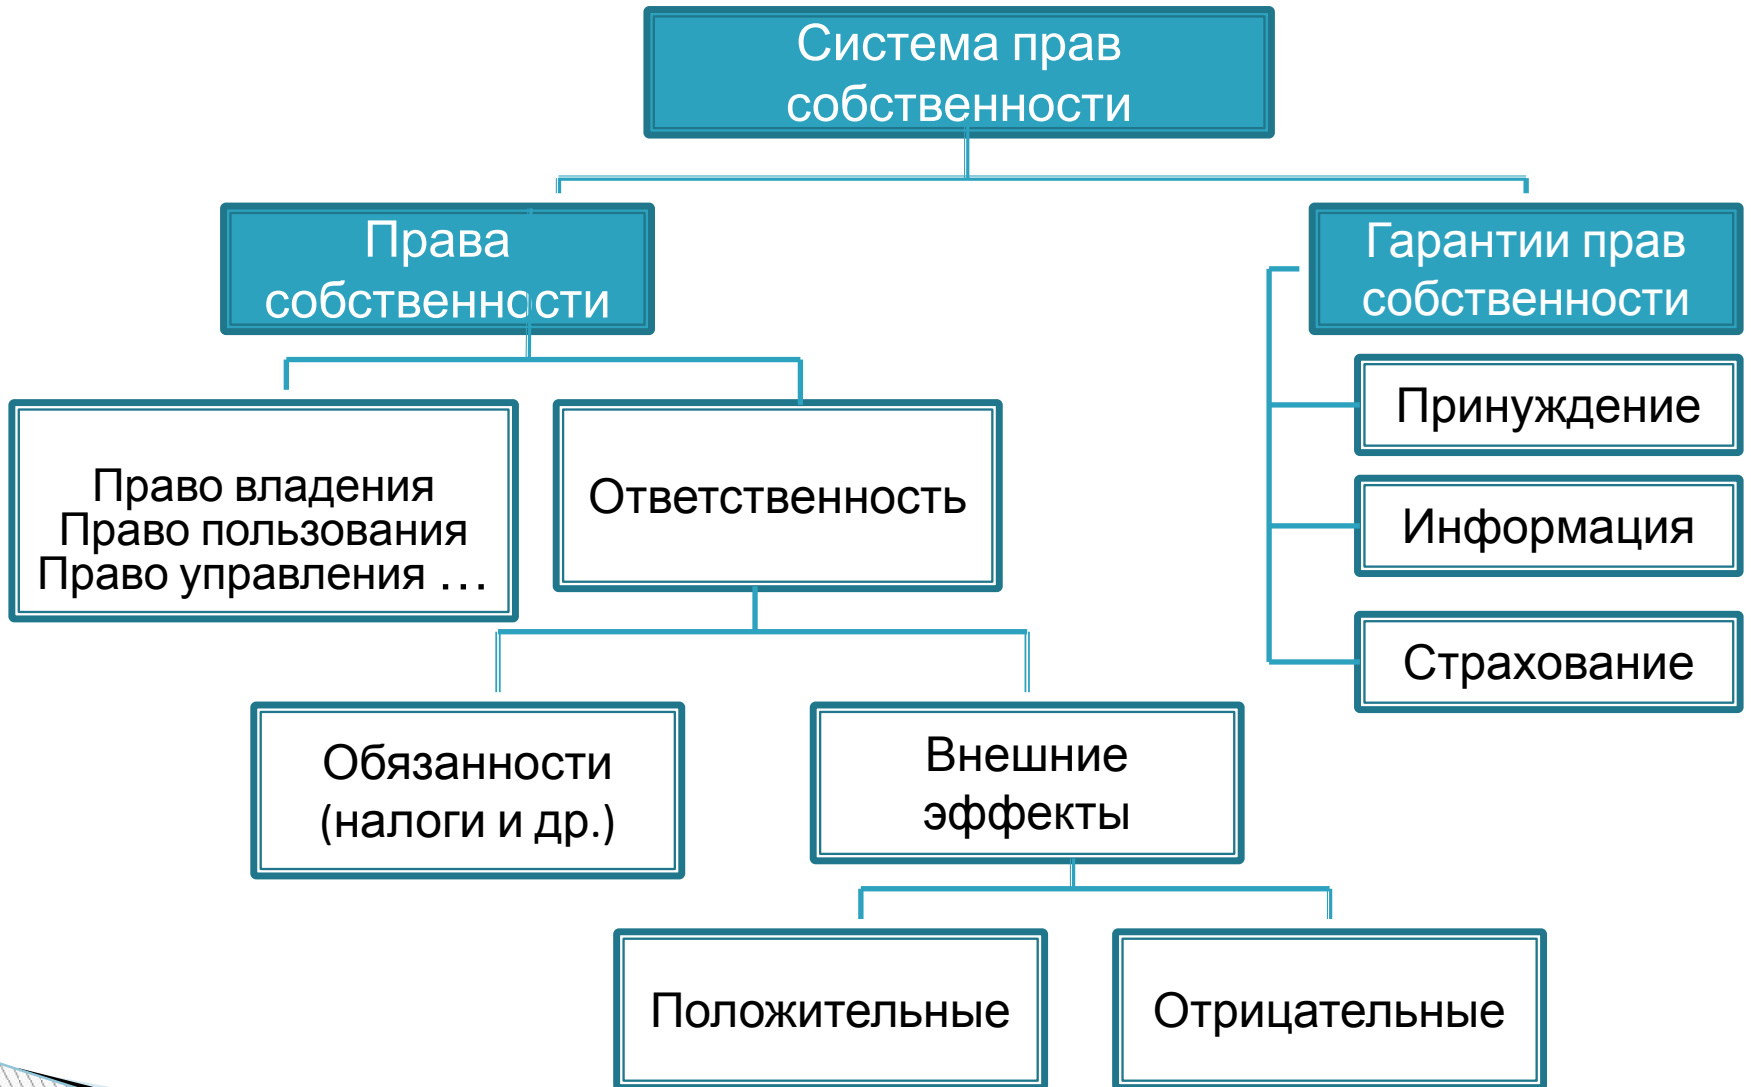 Система прав
собственности
Права
собственности
Гарантии прав
собственности
Принуждение
Право владения
Право пользования
Право управления …
Ответственность
Информация
Страхование
Обязанности
(налоги и др.)
Внешние
эффекты
Положительные
Отрицательные